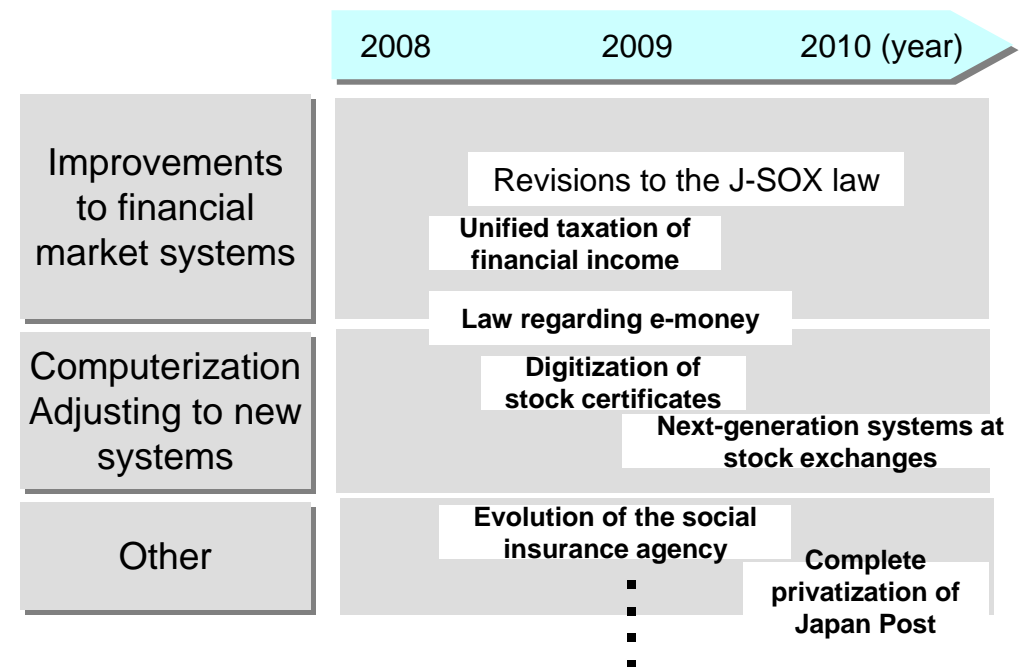 2008 2009 2010 (year)
Improvements
to financial
market systems
Revisions to the J-SOX law
Unified taxation of
financial income
Law regarding e-money
Computerization
Adjusting to new
systems
Digitization of
stock certificates
Next-generation systems at
stock exchanges
Other
Evolution of the social
insurance agency
Complete
privatization of
Japan Post